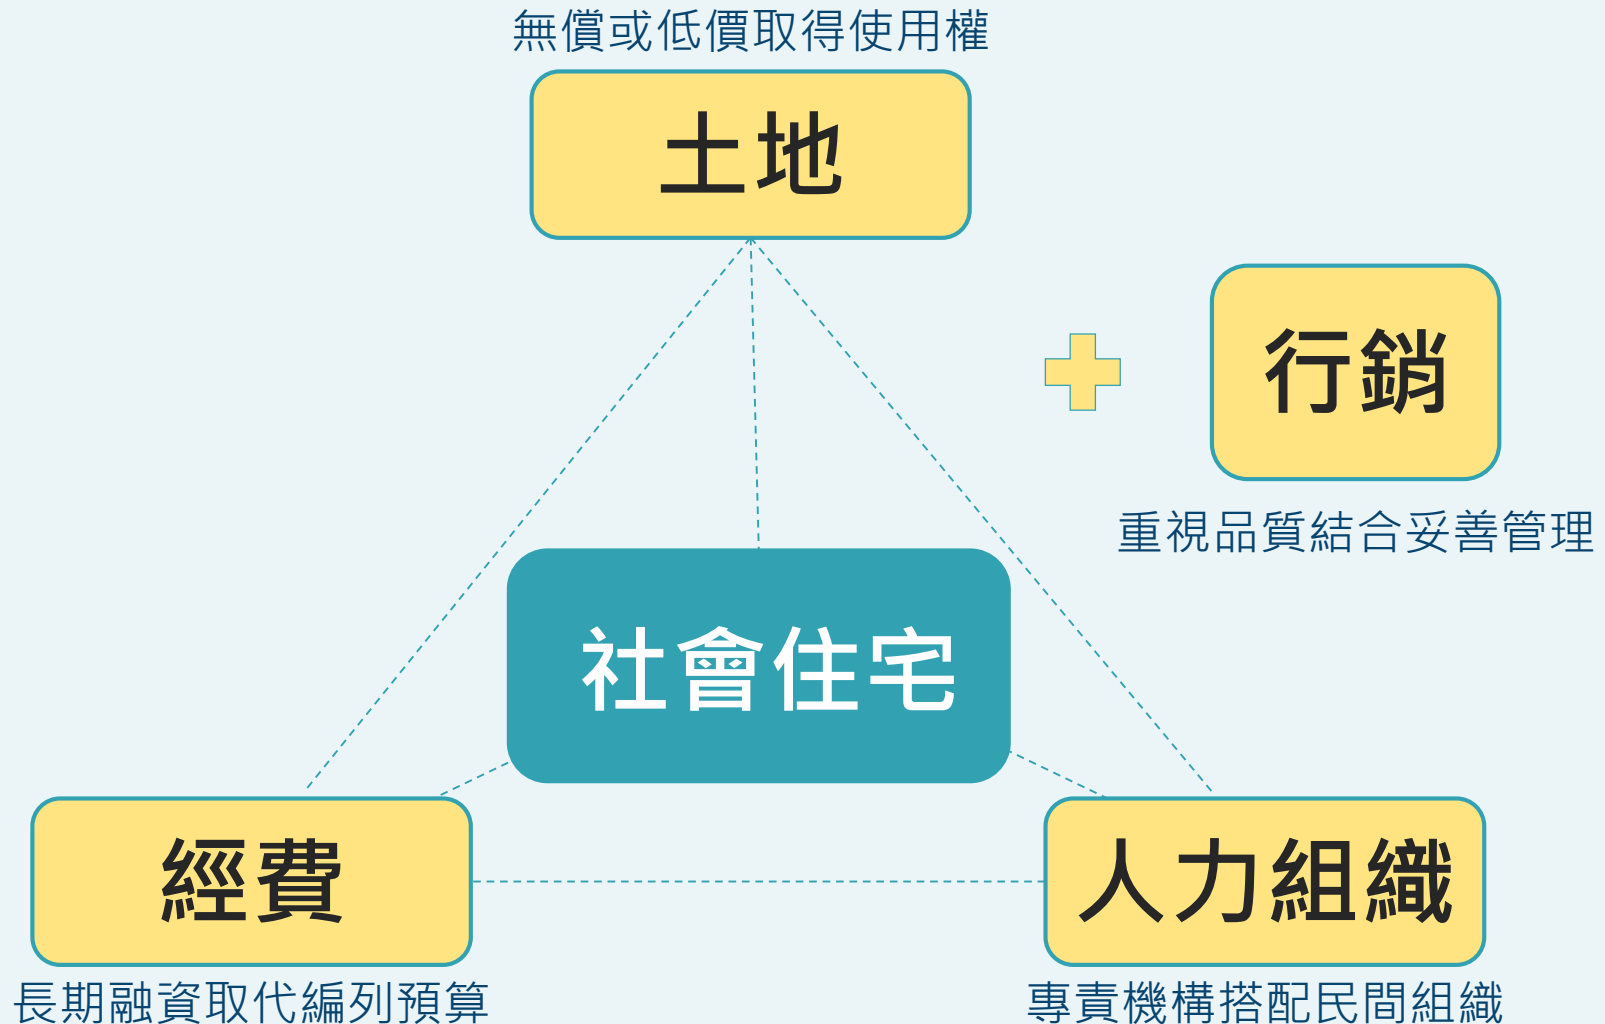 無償或低價取得使用權
土地
行銷
重視品質結合妥善管理
社會住宅
經費
人力組織
長期融資取代編列預算
專責機構搭配民間組織